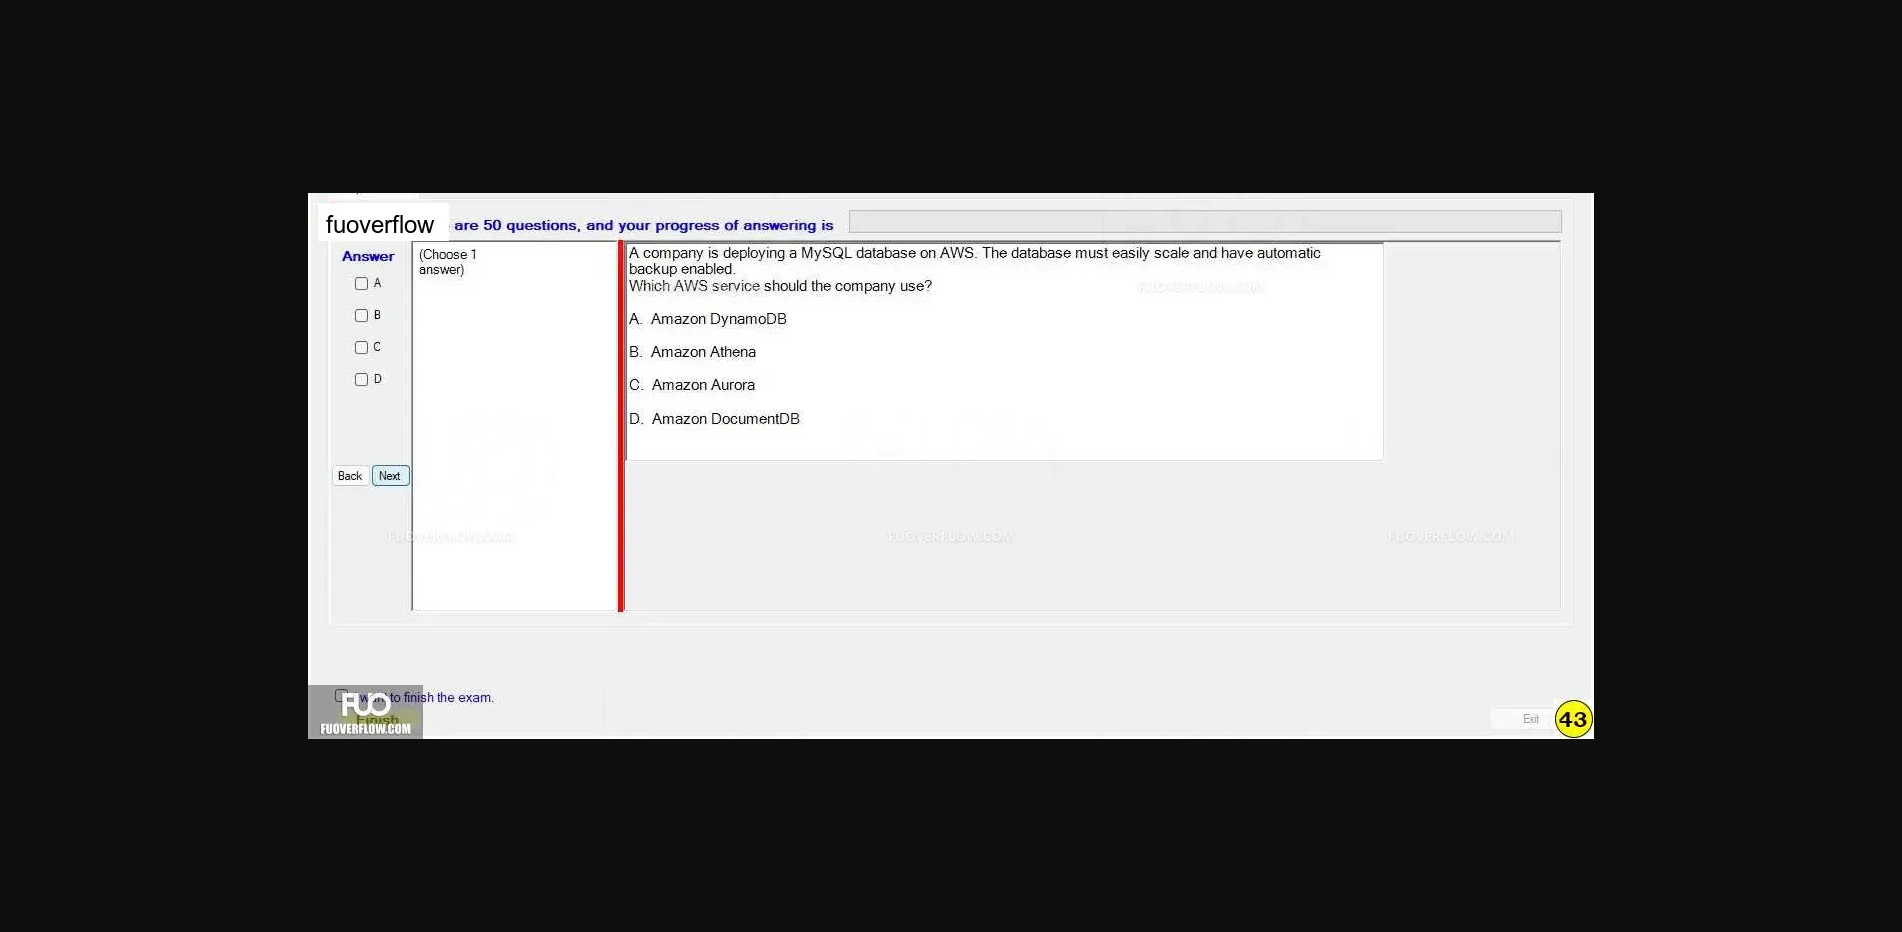 fuoverflow are 50 questions, and your progress of answering is
Answer
(Choose 1
answer)
A
B
C
D
Back Next
A company is deploying a MySQL database on AWS. The database must easily scale and have automatic
backup enabled.
Which AWS service should the company use?
A. Amazon DynamoDB
B. Amazon Athena
C. Amazon Aurora
D. Amazon DocumentDB
FUOVERFLOW.COM
FUOVERFLOW.COM FUOVERFLOW.COM FUOVERFLOW.COM
I want to finish the exam.
FUO
Finish
FUOVERFLOW.COM
Exit 43